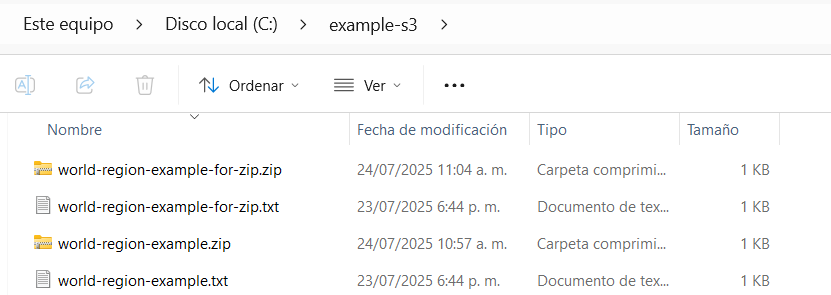 Este equipo > Disco local (C:) > example-s3 >
Ordenar Ver ...
Nombre Fecha de modificación Tipo Tamaño
world-region-example-for-zip.zip 24/07/2025 11:04 a. m. Carpeta comprimi... 1 KB
world-region-example-for-zip.txt 23/07/2025 6:44 p. m. Documento de tex... 1 KB
world-region-example.zip 24/07/2025 10:57 a. m. Carpeta comprimi... 1 KB
world-region-example.txt 23/07/2025 6:44 p. m. Documento de tex... 1 KB